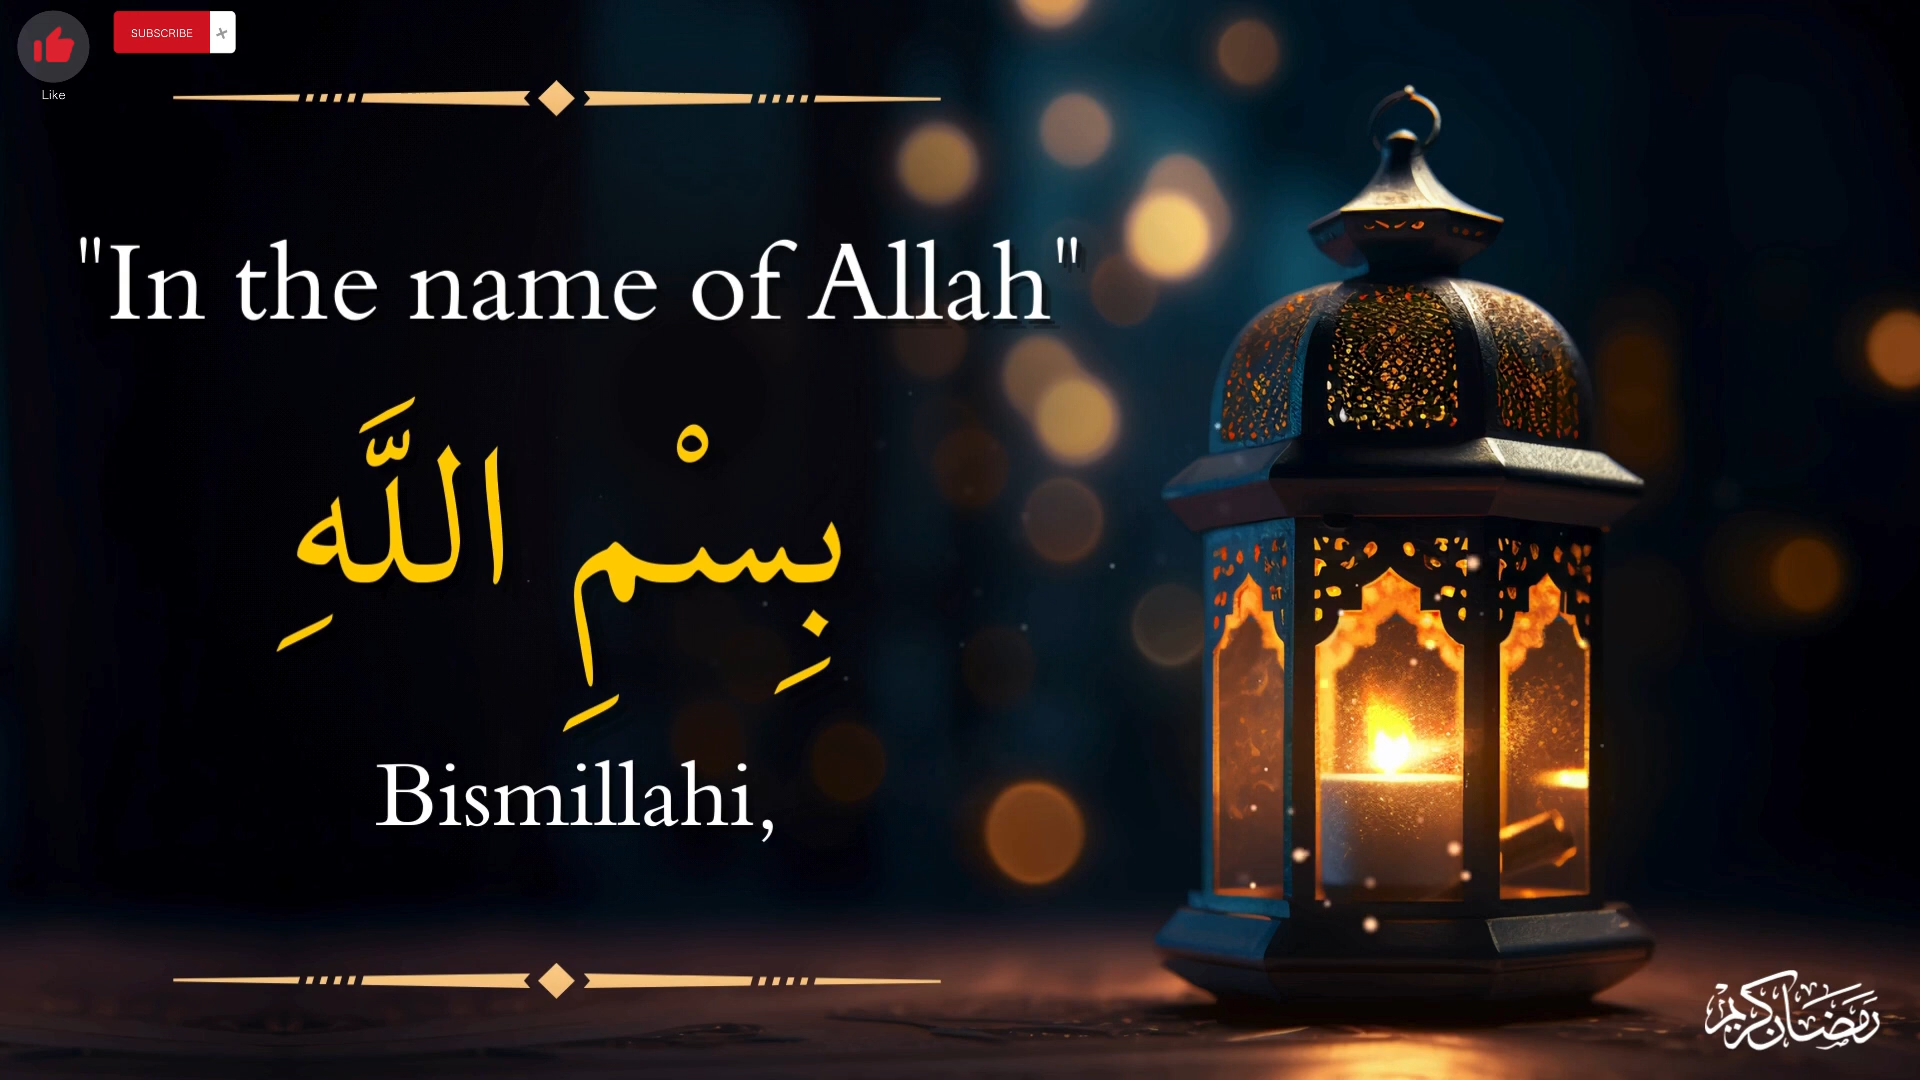 Like
SUBSCRIBE
"In the name of Allah"
بِسْمِ اللَّهِ
Bismillahi,
رمضان كريم